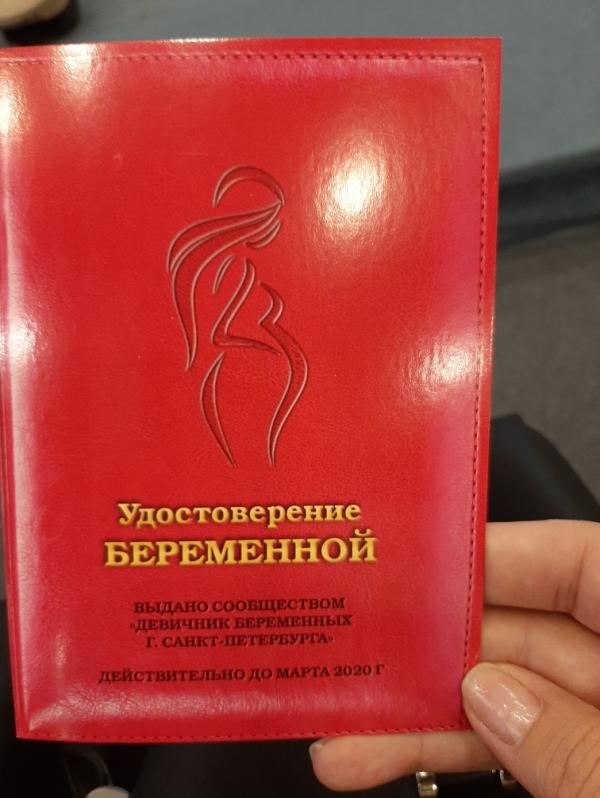 Удостоверение
БЕРЕМЕННОЙ
ВЫДАНО СООБЩЕСТВОМ
«ДЕВИЧНИК БЕРЕМЕННЫХ
Г. САНКТ-ПЕТЕРБУРГА»
ДЕЙСТВИТЕЛЬНО ДО МАРТА 2020 Г